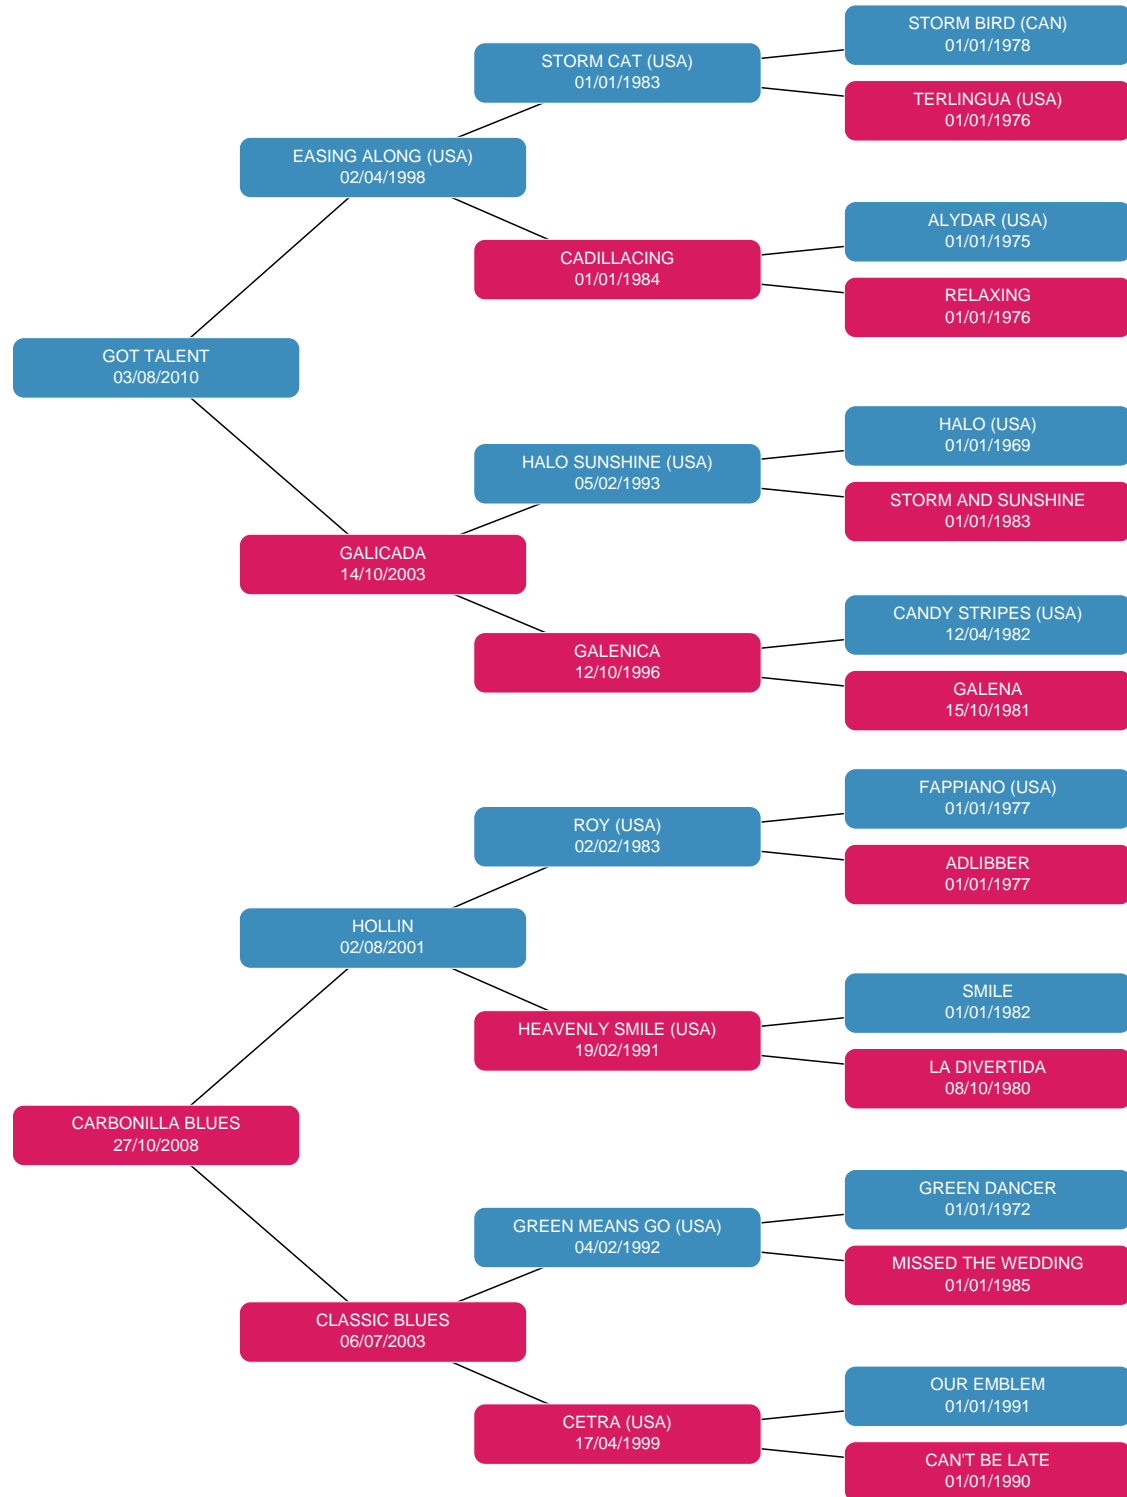 STORM BIRD (CAN)
01/01/1978
STORM CAT (USA)
01/01/1983
TERLINGUA (USA)
01/01/1976
EASING ALONG (USA)
02/04/1998
ALYDAR (USA)
01/01/1975
CADILLACING
01/01/1984
RELAXING
01/01/1976
GOT TALENT
03/08/2010
HALO (USA)
01/01/1969
HALO SUNSHINE (USA)
05/02/1993
STORM AND SUNSHINE
01/01/1983
GALICADA
14/10/2003
CANDY STRIPES (USA)
12/04/1982
GALENICA
12/10/1996
GALENA
15/10/1981
FAPPIANO (USA)
01/01/1977
ROY (USA)
02/02/1983
ADLIBBER
01/01/1977
HOLLIN
02/08/2001
SMILE
01/01/1982
HEAVENLY SMILE (USA)
19/02/1991
LA DIVERTIDA
08/10/1980
CARBONILLA BLUES
27/10/2008
GREEN DANCER
01/01/1972
GREEN MEANS GO (USA)
04/02/1992
MISSED THE WEDDING
01/01/1985
CLASSIC BLUES
06/07/2003
OUR EMBLEM
01/01/1991
CETRA (USA)
17/04/1999
CAN'T BE LATE
01/01/1990